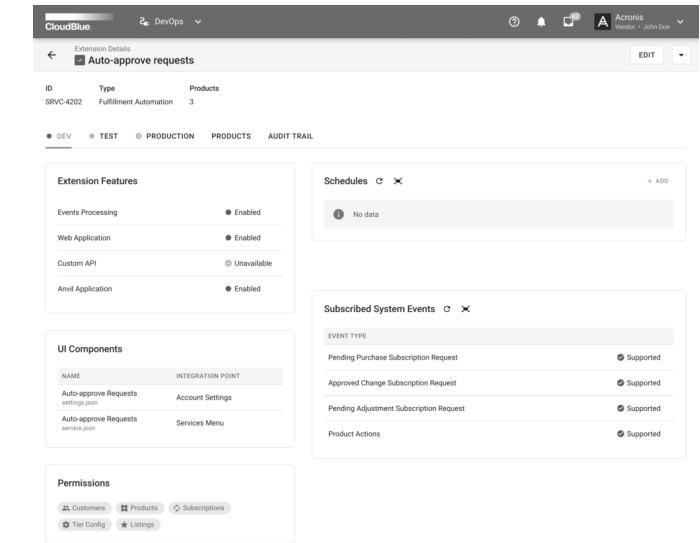 CloudBlue
DevOps
42
Acronis
Vendor • John Doe
Extension Details
Auto-approve requests
EDIT
ID Type Products
SRVC-4202 Fulfillment Automation 3
DEV TEST PRODUCTION PRODUCTS AUDIT TRAIL
Extension Features
Events Processing Enabled
Web Application Enabled
Custom API Unavailable
Anvil Application Enabled
UI Components
NAME INTEGRATION POINT
Auto-approve Requests
settings.json
Account Settings
Auto-approve Requests
service.json
Services Menu
Permissions
Customers Products Subscriptions
Tier Config Listings
Schedules + ADD
No data
Subscribed System Events
EVENT TYPE
Pending Purchase Subscription Request Supported
Approved Change Subscription Request Supported
Pending Adjustment Subscription Request Supported
Product Actions Supported